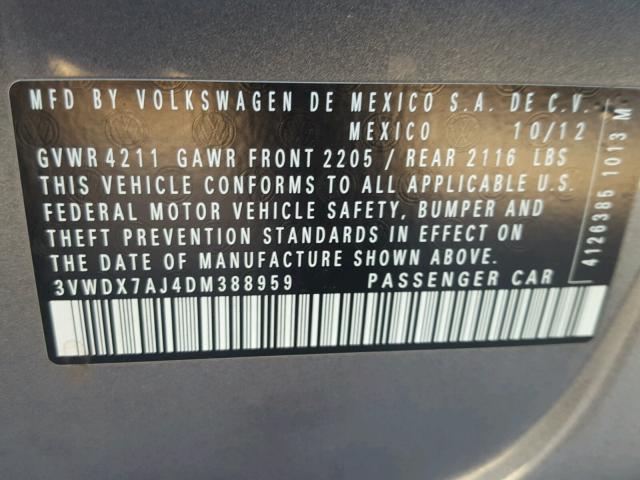 MFD BY VOLKSWAGEN DE MEXICO S.A. DE C.V.
MEXICO 10/12
GVWR 4211 GAWR FRONT 2205 / REAR 2116 LBS
THIS VEHICLE CONFORMS TO ALL APPLICABLE U.S.
FEDERAL MOTOR VEHICLE SAFETY, BUMPER AND
THEFT PREVENTION STANDARDS IN EFFECT ON
THE DATE OF MANUFACTURE SHOWN ABOVE.
3VWDX7AJ4DM388959 PASSENGER CAR
4126385 1013 M